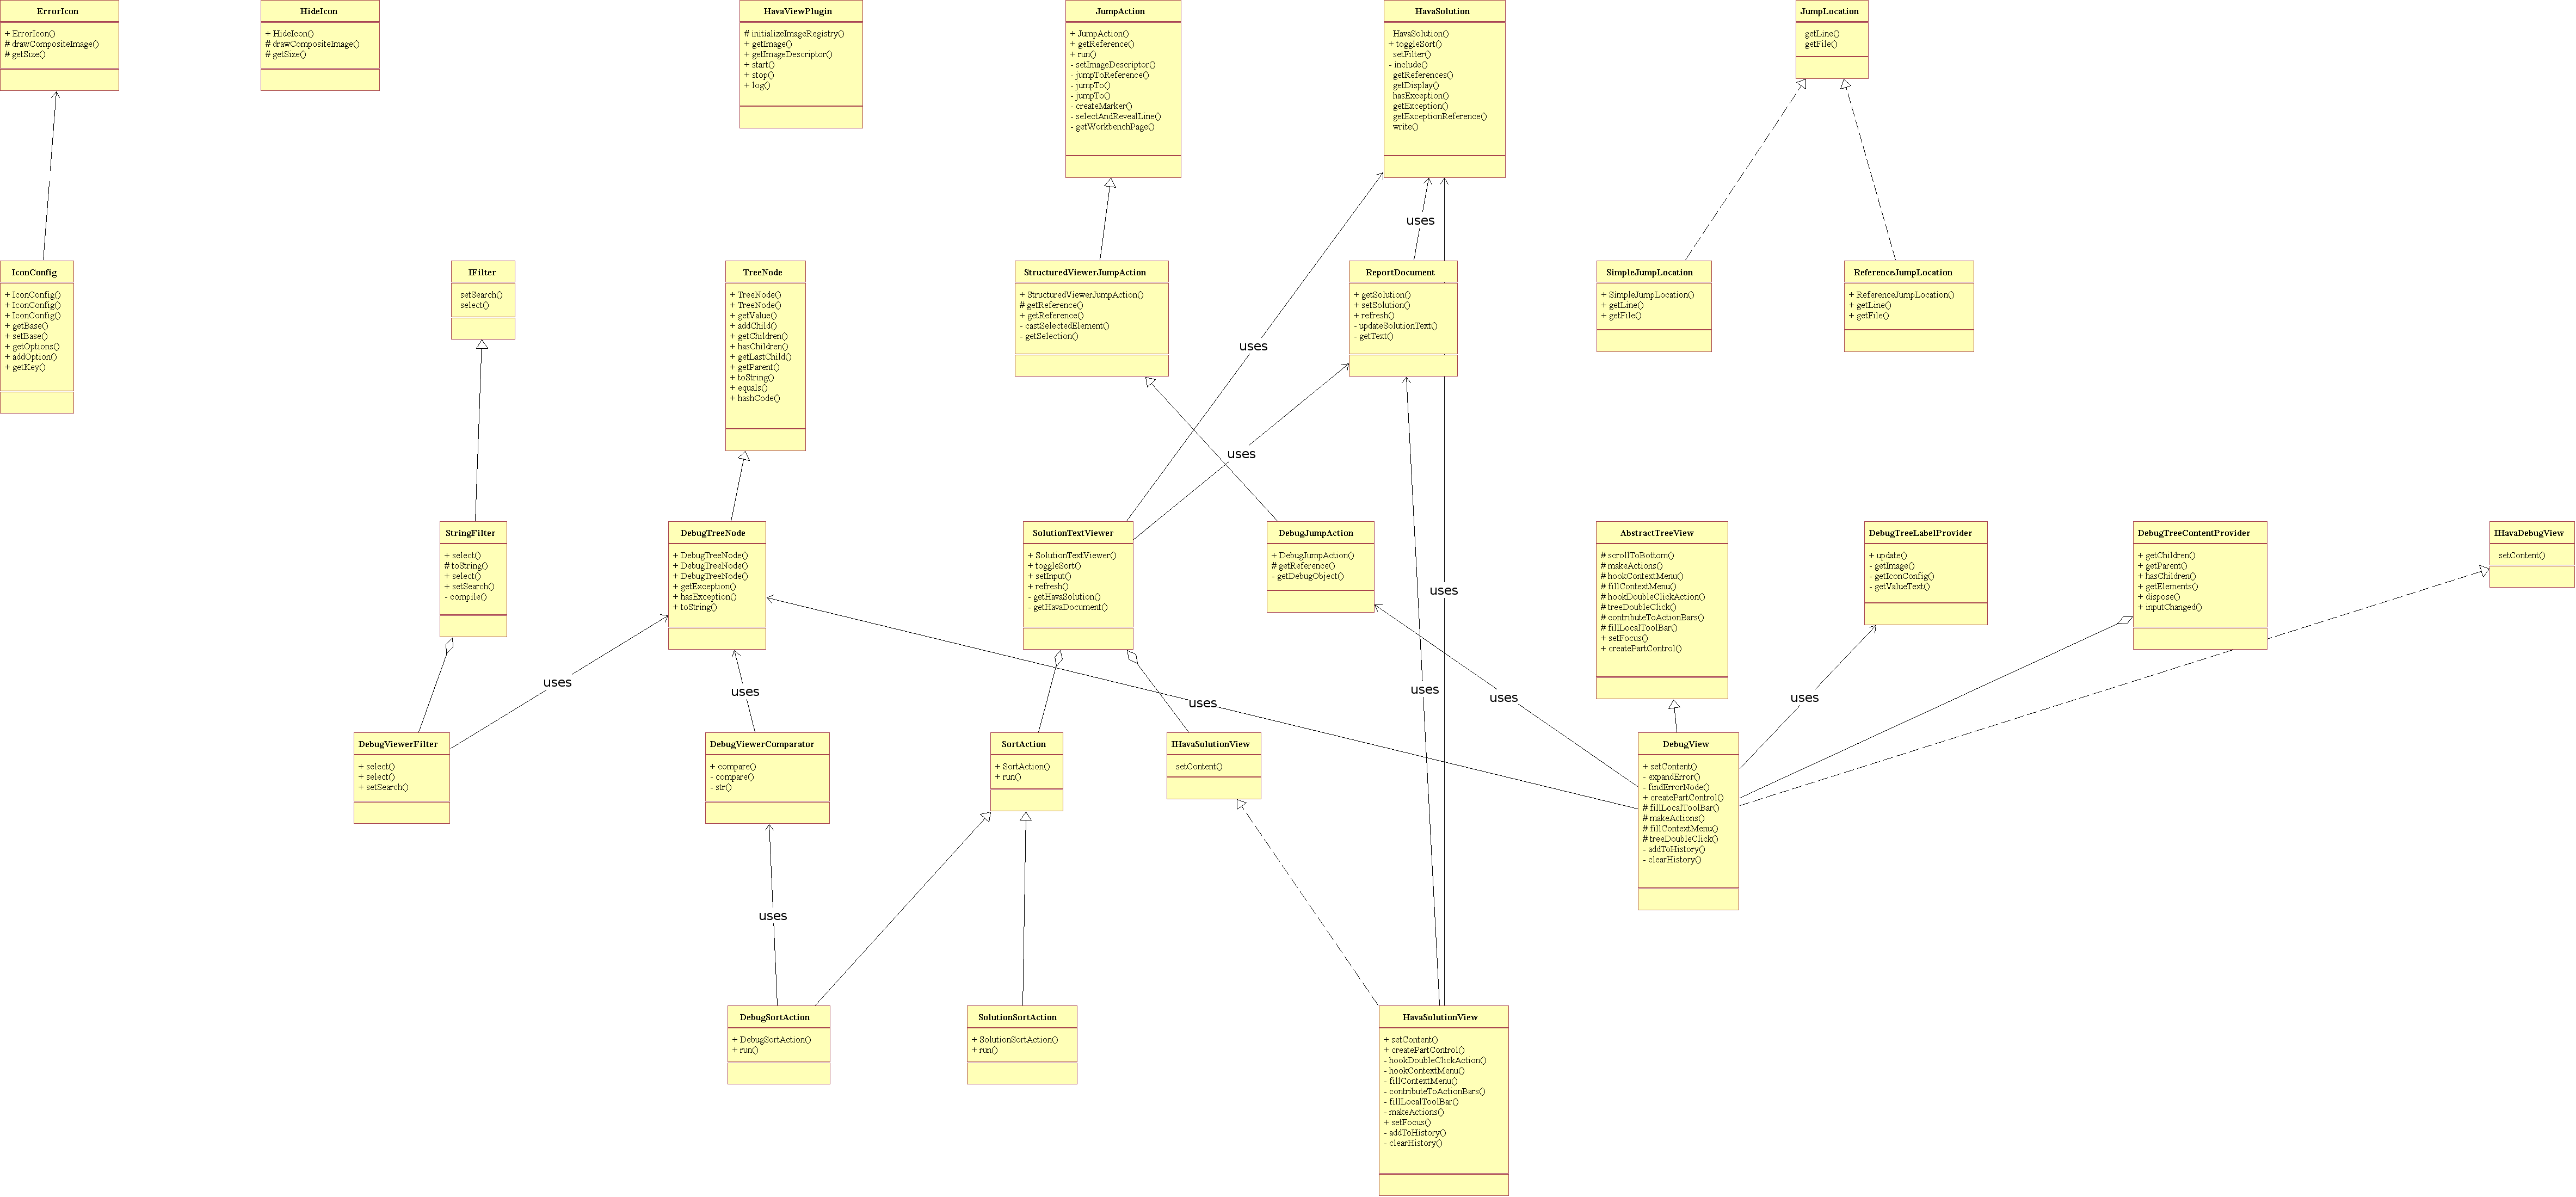 ErrorIcon
+ ErrorIcon()
# drawCompositeImage()
# getSize()
HideIcon
+ HideIcon()
# drawCompositeImage()
# getSize()
HavaViewPlugin
# initializeImageRegistry()
+ getImage()
+ getImageDescriptor()
+ start()
+ stop()
+ log()
JumpAction
+ JumpAction()
+ getReference()
+ run()
- setImageDescriptor()
- jumpToReference()
- jumpTo()
- jumpTo()
- createMarker()
- selectAndRevealLine()
- getWorkbenchPage()
HavaSolution
HavaSolution()
+ toggleSort()
setFilter()
- include()
getReferences()
getDisplay()
hasException()
getException()
getExceptionReference()
write()
JumpLocation
getLine()
getFile()
uses
IconConfig
+ IconConfig()
+ IconConfig()
+ IconConfig()
+ getBase()
+ setBase()
+ getOptions()
+ addOption()
+ getKey()
IFilter
setSearch()
select()
TreeNode
+ TreeNode()
+ TreeNode()
+ getValue()
+ addChild()
+ getChildren()
+ hasChildren()
+ getLastChild()
+ getParent()
+ toString()
+ equals()
+ hashCode()
StructuredViewerJumpAction
+ StructuredViewerJumpAction()
# getReference()
+ getReference()
- castSelectedElement()
- getSelection()
ReportDocument
+ getSolution()
+ setSolution()
+ refresh()
- updateSolutionText()
- getText()
SimpleJumpLocation
+ SimpleJumpLocation()
+ getLine()
+ getFile()
ReferenceJumpLocation
+ ReferenceJumpLocation()
+ getLine()
+ getFile()
uses
uses
StringFilter
+ select()
# toString()
+ select()
+ setSearch()
- compile()
DebugTreeNode
+ DebugTreeNode()
+ DebugTreeNode()
+ DebugTreeNode()
+ getException()
+ hasException()
+ toString()
SolutionTextViewer
+ SolutionTextViewer()
+ toggleSort()
+ setInput()
+ refresh()
- getHavaSolution()
- getHavaDocument()
DebugJumpAction
+ DebugJumpAction()
# getReference()
- getDebugObject()
uses
AbstractTreeView
# scrollToBottom()
# makeActions()
# hookContextMenu()
# fillContextMenu()
# hookDoubleClickAction()
# treeDoubleClick()
# contributeToActionBars()
# fillLocalToolBar()
+ setFocus()
+ createPartControl()
DebugTreeLabelProvider
+ update()
- getImage()
- getIconConfig()
- getValueText()
DebugTreeContentProvider
+ getChildren()
+ getParent()
+ hasChildren()
+ getElements()
+ dispose()
+ inputChanged()
IHavaDebugView
setContent()
uses
uses
uses
uses
uses
uses
DebugViewerFilter
+ select()
+ select()
+ setSearch()
DebugViewerComparator
+ compare()
- compare()
- str()
SortAction
+ SortAction()
+ run()
IHavaSolutionView
setContent()
DebugView
+ setContent()
- expandError()
- findErrorNode()
+ createPartControl()
# fillLocalToolBar()
# makeActions()
# fillContextMenu()
# treeDoubleClick()
- addToHistory()
- clearHistory()
uses
DebugSortAction
+ DebugSortAction()
+ run()
SolutionSortAction
+ SolutionSortAction()
+ run()
HavaSolutionView
+ setContent()
+ createPartControl()
- hookDoubleClickAction()
- hookContextMenu()
- fillContextMenu()
- contributeToActionBars()
- fillLocalToolBar()
- makeActions()
+ setFocus()
- addToHistory()
- clearHistory()